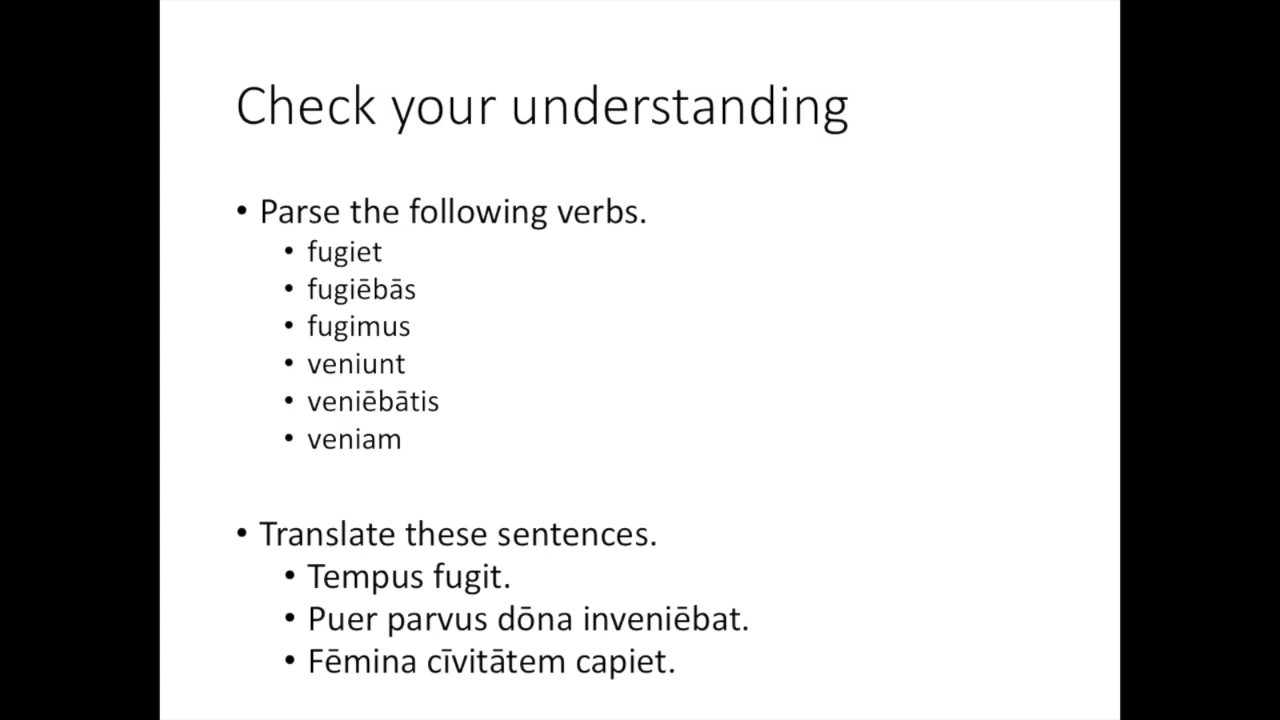 Check your understanding
• Parse the following verbs.
• fugiet
• fugiēbās
• fugimus
• veniunt
• veniēbātis
• veniam
• Translate these sentences.
• Tempus fugit.
• Puer parvus dōna inveniēbat.
• Fēmina cīvitātem capiet.